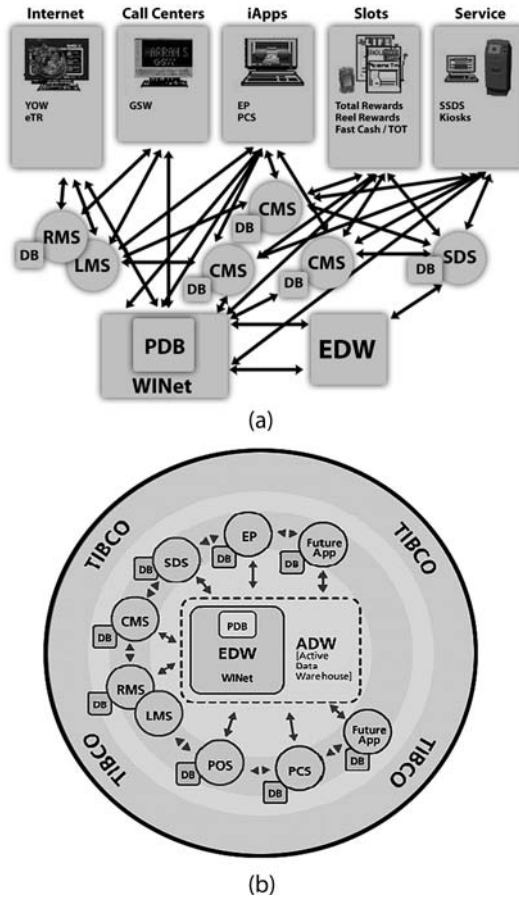 Internet
Call Centers
iApps
Slots
Service
HARRAH'S
GSW
YOW
eTR
GSW
EP
PCS
Total Rewards
Reel Rewards
Fast Cash / TOT
SSDS
Kiosks
RMS
DB
LMS
CMS
DB
CMS
DB
CMS
DB
SDS
DB
PDB
WINet
EDW
(a)
TIBCO
TIBCO
EP
DB
Future
App
DB
SDS
DB
CMS
DB
PDB
EDW
WINet
ADW
[Active
Data
Warehouse]
RMS
DB
LMS
POS
DB
PCS
DB
Future
App
DB
TIBCO
TIBCO
(b)